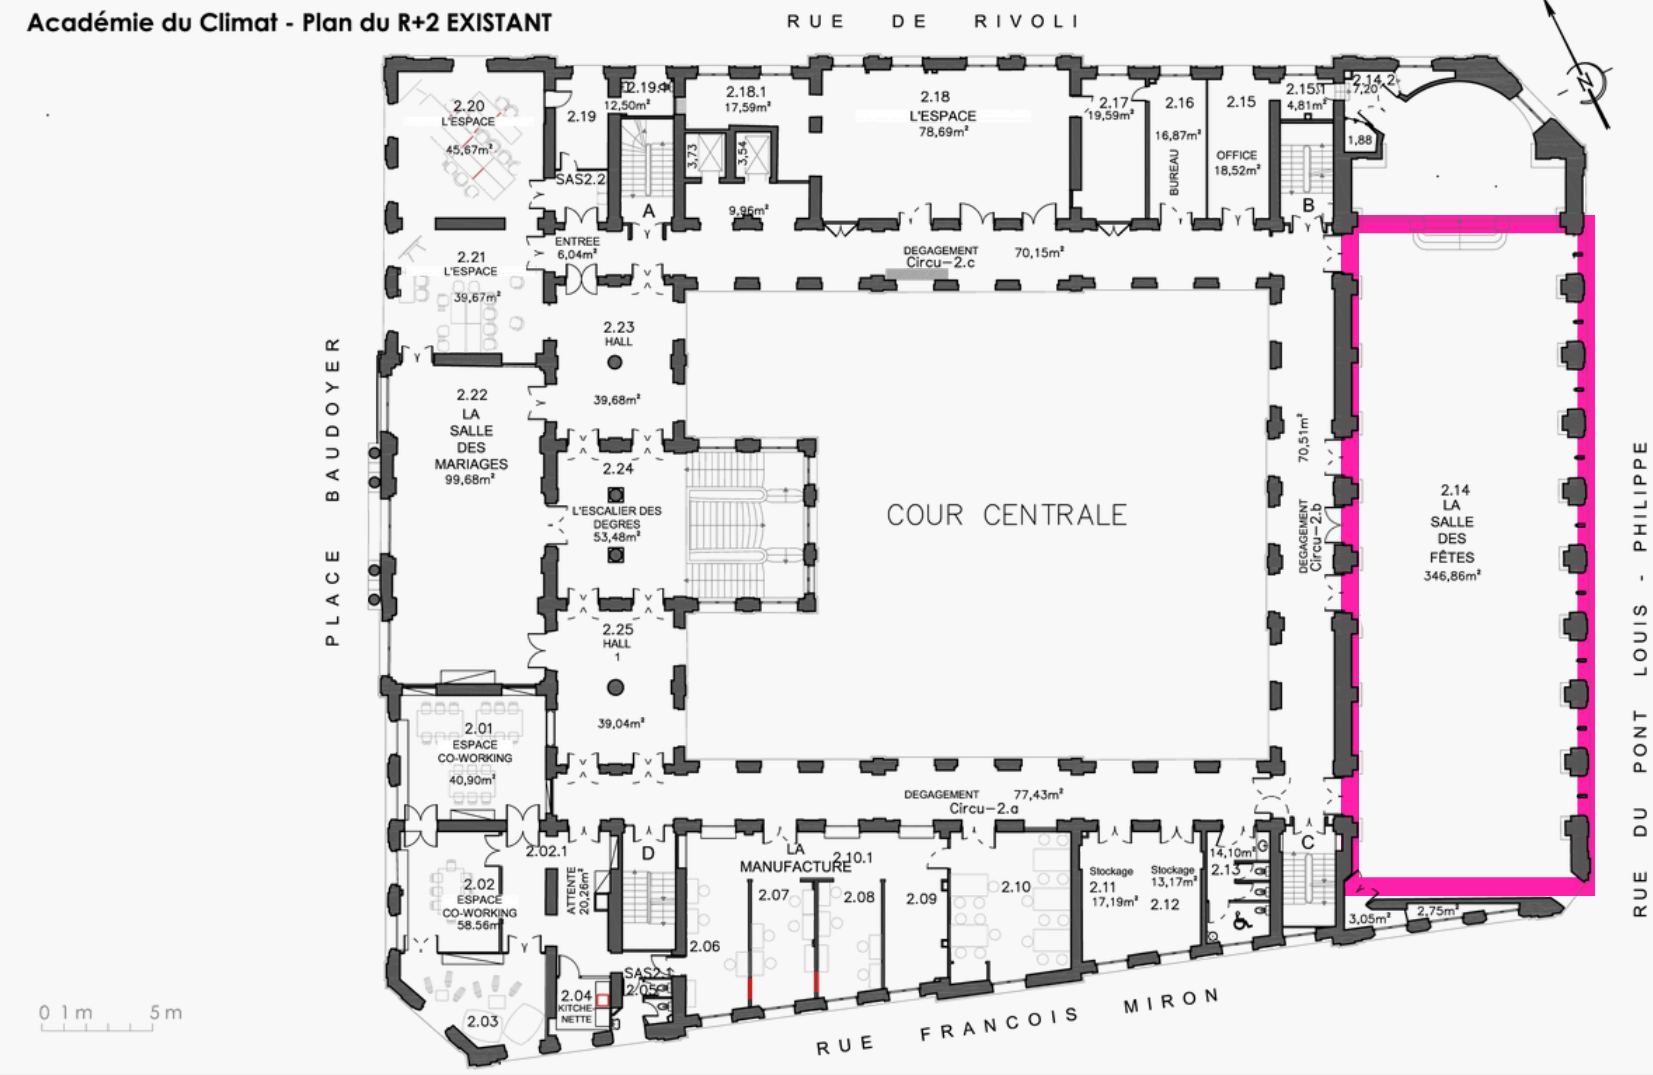 Académie du Climat - Plan du R+2 EXISTANT
RUE DE RIVOLI
N
2.20
L'ESPACE
45,67m²
2.19
12,50m²
SAS2.2
A
2.18.1
17,59m²
3,73
3,54
9,96m²
2.18
L'ESPACE
78,69m²
2.17
19,59m²
2.16
16,87m²
BUREAU
2.15
OFFICE
18,52m²
2.15.1
4,81m²
B
2.14.2
7,20
1,88
ENTREE
6,04m²
DEGAGEMENT
Circu-2.c
70,15m²
2.21
L'ESPACE
39,67m²
2.23
HALL
39,68m²
PLACE BAUDOYER
2.22
LA
SALLE
DES
MARIAGES
99,68m²
2.24
L'ESCALIER DES
DEGRES
53,48m²
COUR CENTRALE
70,51m²
DEGAGEMENT
Circu-2.b
2.14
LA
SALLE
DES
FÊTES
346,86m²
RUE DU PONT LOUIS - PHILIPPE
2.25
HALL
1
39,04m²
2.01
ESPACE
CO-WORKING
40,90m²
DEGAGEMENT
Circu-2.a
77,43m²
2.02.1
ATTENTE
20,26m²
D
2.02
ESPACE
CO-WORKING
58.56m²
2.03
2.04
KITCHE-
NETTE
SAS2.1
2.05
2.06
LA
MANUFACTURE
2.10.1
2.07
2.08
2.09
2.10
Stockage
2.11
17,19m²
Stockage
13,17m²
2.12
14,10m²
2.13
C
3,05m²
2,75m²
RUE FRANCOIS MIRON
0 1 m 5 m